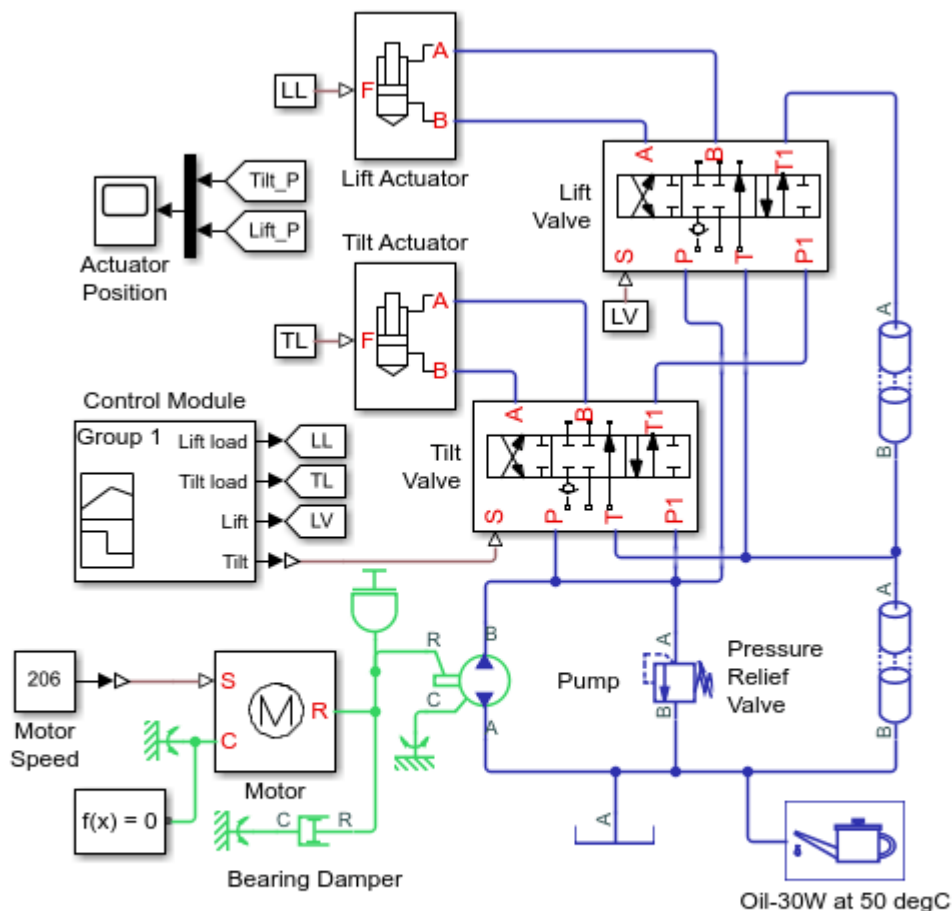 A
LL
F
B
Lift Actuator
A
B
T1
Lift
Valve
S
P
T
P1
LV
Tilt_P
Lift_P
Actuator
Position
Tilt Actuator
A
TL
F
B
A
B
Control Module
Group 1
Lift load
LL
Tilt load
TL
Lift
LV
Tilt
A
B
T1
Tilt
Valve
S
P
T
P1
R
B
C
A
Pump
A
B
Pressure
Relief
Valve
A
B
206
Motor
Speed
S
R
C
M
Motor
f(x) = 0
C
R
Bearing Damper
A
Oil-30W at 50 degC